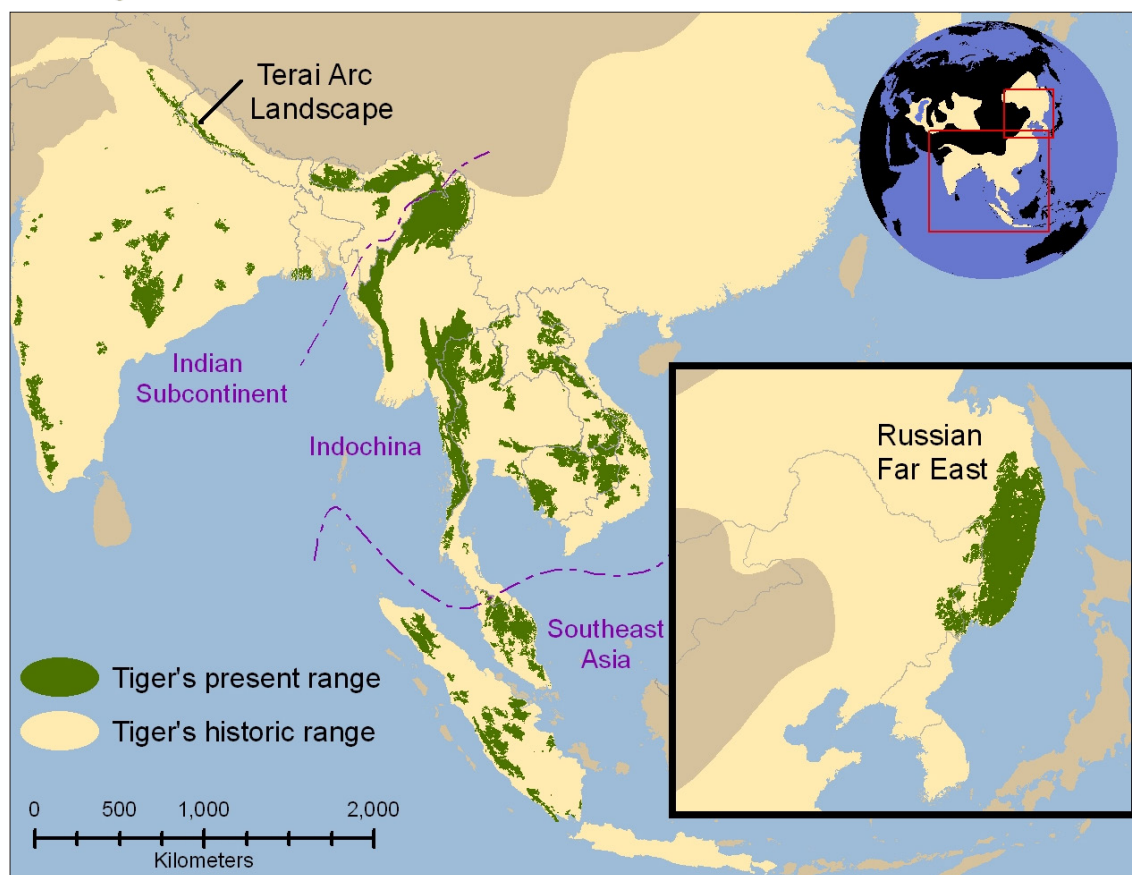 Terai Arc
Landscape
Indian
Subcontinent
Indochina
Russian
Far East
Southeast
Asia
Tiger's present range
Tiger's historic range
0 500 1,000 2,000
Kilometers